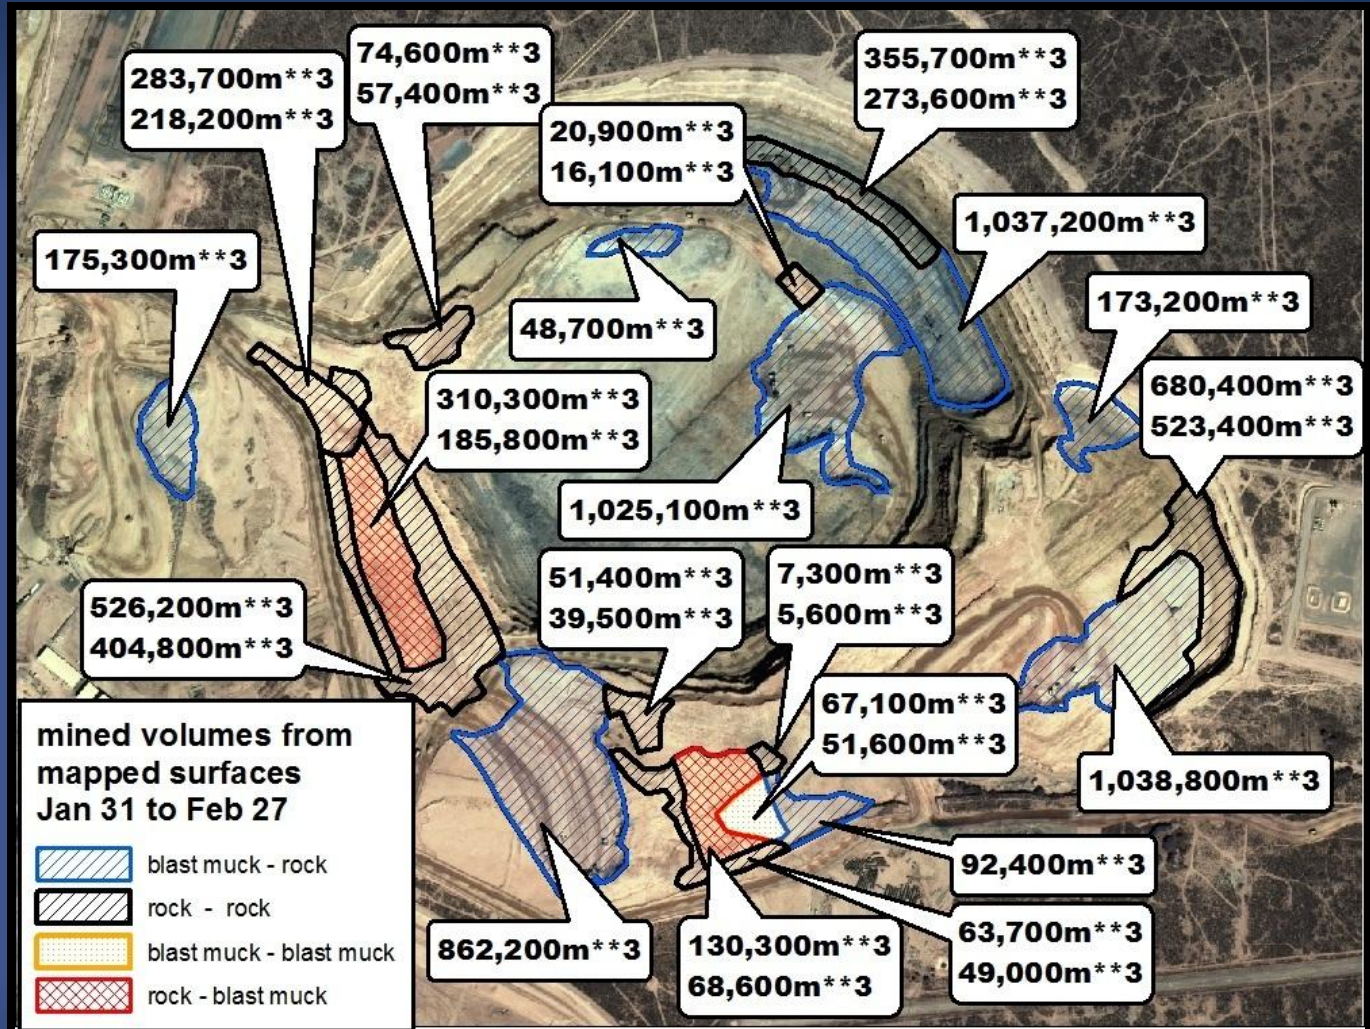 74,600m**3
57,400m**3
283,700m**3
218,200m**3
355,700m**3
273,600m**3
20,900m**3
16,100m**3
1,037,200m**3
175,300m**3
173,200m**3
48,700m**3
680,400m**3
523,400m**3
310,300m**3
185,800m**3
1,025,100m**3
51,400m**3
39,500m**3
7,300m**3
5,600m**3
526,200m**3
404,800m**3
67,100m**3
51,600m**3
1,038,800m**3
92,400m**3
862,200m**3
130,300m**3
68,600m**3
63,700m**3
49,000m**3
mined volumes from
mapped surfaces
Jan 31 to Feb 27
blast muck - rock
rock - rock
blast muck - blast muck
rock - blast muck